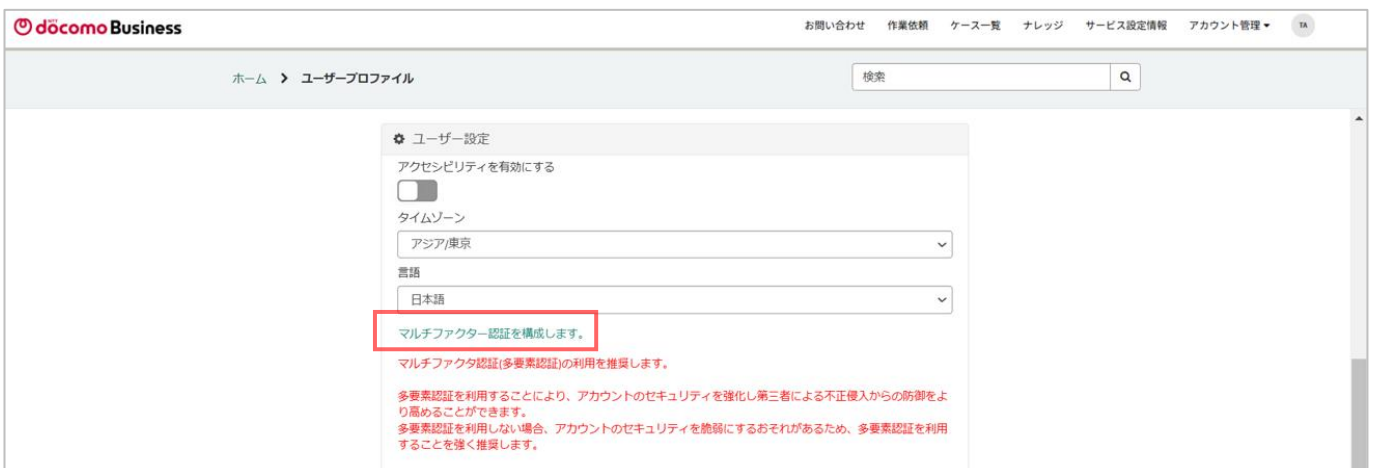 NTT
döcomo Business
お問い合わせ 作業依頼 ケース一覧 ナレッジ サービス設定情報 アカウント管理 TA
ホーム ユーザープロファイル 検索
ユーザー設定
アクセシビリティを有効にする
タイムゾーン
アジア/東京
言語
日本語
マルチファクター認証を構成します。
マルチファクタ認証(多要素認証)の利用を推奨します。
多要素認証を利用することにより、アカウントのセキュリティを強化し第三者による不正侵入からの防御をよ
り高めることができます。
多要素認証を利用しない場合、アカウントのセキュリティを脆弱にするおそれがあるため、多要素認証を利用
することを強く推奨します。